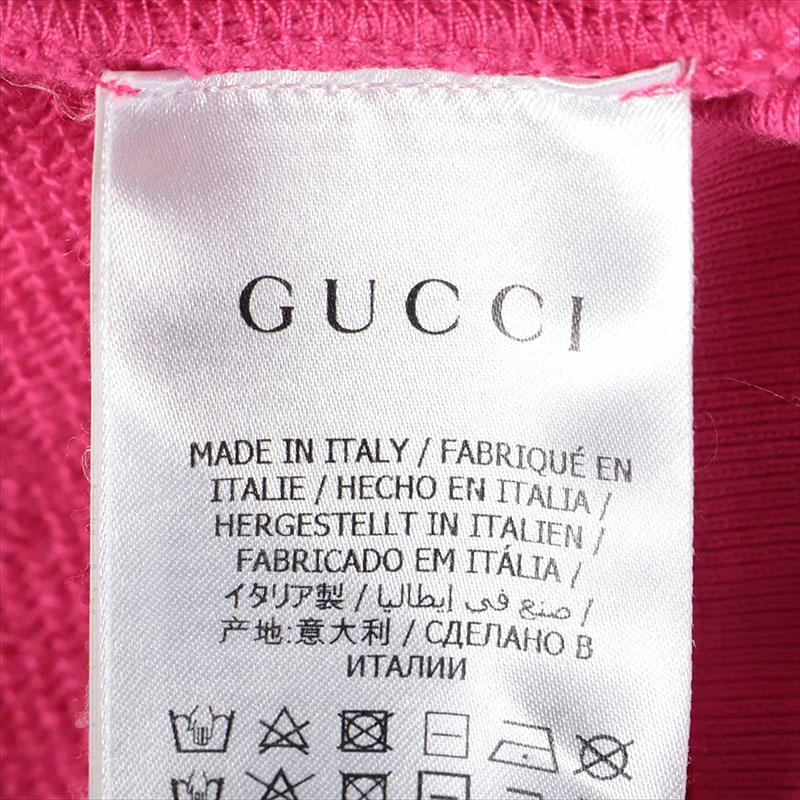 GUCCI
MADE IN ITALY / FABRIQUÉ EN
ITALIE / HECHO EN ITALIA /
HERGESTELLT IN ITALIEN /
FABRICADO EM ITÁLIA /
イタリア製 / صنع في إيطاليا /
产地:意大利 / СДЕЛАНО В
ИТАЛИИ